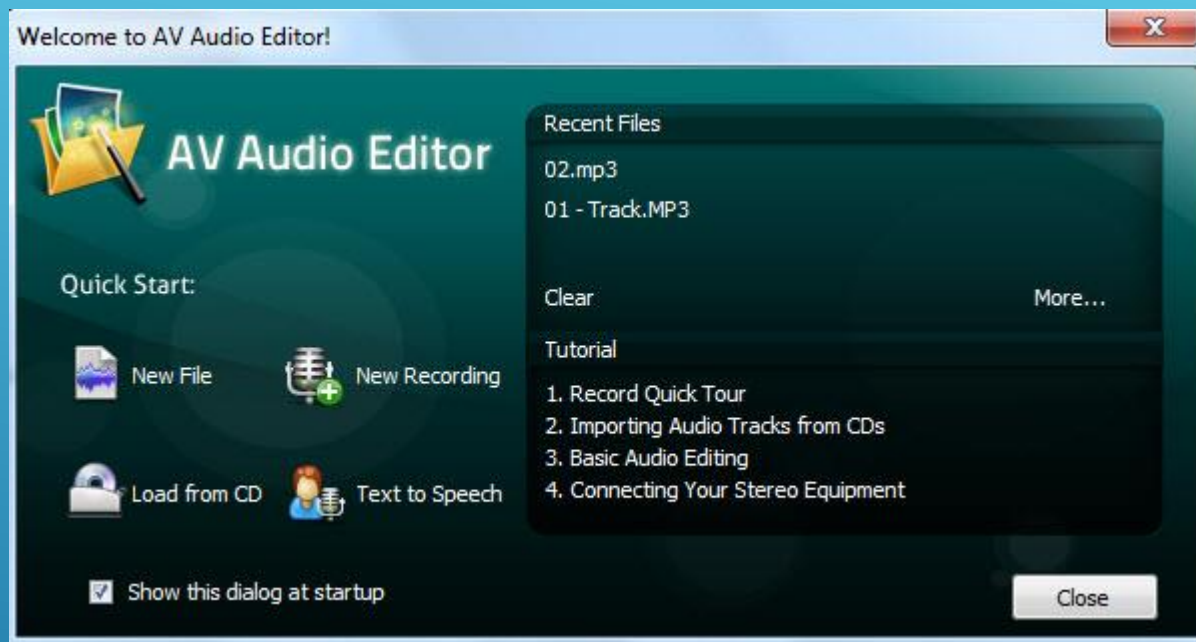 Welcome to AV Audio Editor!
AV Audio Editor
Quick Start:
New File
New Recording
Load from CD
Text to Speech
Show this dialog at startup
Recent Files
02.mp3
01 - Track.MP3
Clear
More...
Tutorial
1. Record Quick Tour
2. Importing Audio Tracks from CDs
3. Basic Audio Editing
4. Connecting Your Stereo Equipment
Close